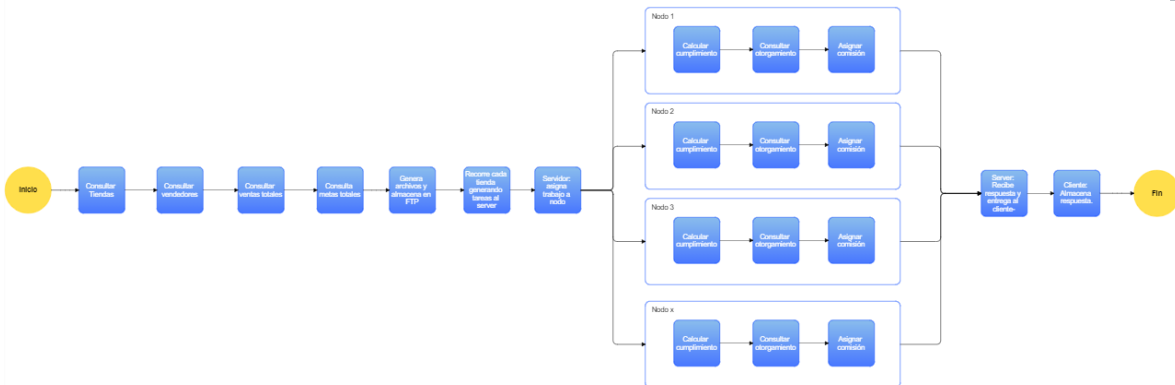 Inicio
Consultar
Tiendas
Consultar
vendedores
Consultar
ventas totales
Consulta
metas totales
Genera
archivos y
almacena en
FTP
Recorre cada
tienda
generando
tareas al
server
Servidor:
asigna
trabajo a
nodo
Nodo 1
Calcular
cumplimiento
Consultar
otorgamiento
Asignar
comisión
Nodo 2
Calcular
cumplimiento
Consultar
otorgamiento
Asignar
comisión
Nodo 3
Calcular
cumplimiento
Consultar
otorgamiento
Asignar
comisión
Nodo x
Calcular
cumplimiento
Consultar
otorgamiento
Asignar
comisión
Server:
Recibe
respuesta y
entrega al
cliente-
Cliente:
Almacena
respuesta.
Fin